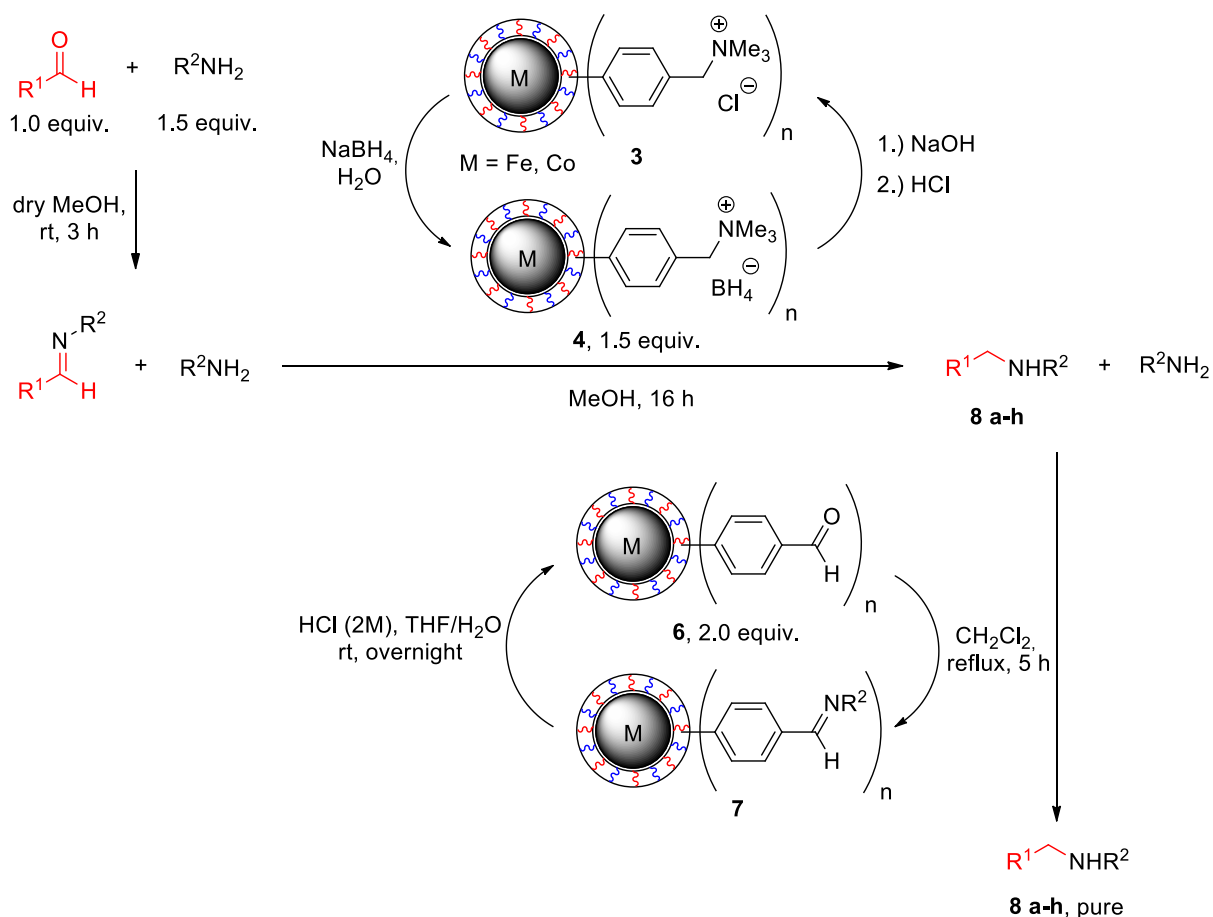 O
R¹ H + R²NH₂
1.0 equiv. 1.5 equiv.
dry MeOH,
rt, 3 h
M
⊕
NMe₃
Cl ⊖
n
3
NaBH₄,
H₂O
M = Fe, Co
1.) NaOH
2.) HCl
M
⊕
NMe₃
⊖
BH₄
n
4, 1.5 equiv.
N R²
R¹ H + R²NH₂
MeOH, 16 h
R¹ NHR² + R²NH₂
8 a-h
M
O
H
n
6, 2.0 equiv.
HCl (2M), THF/H₂O
rt, overnight
CH₂Cl₂,
reflux, 5 h
M
NR²
H
n
7
R¹ NHR²
8 a-h, pure